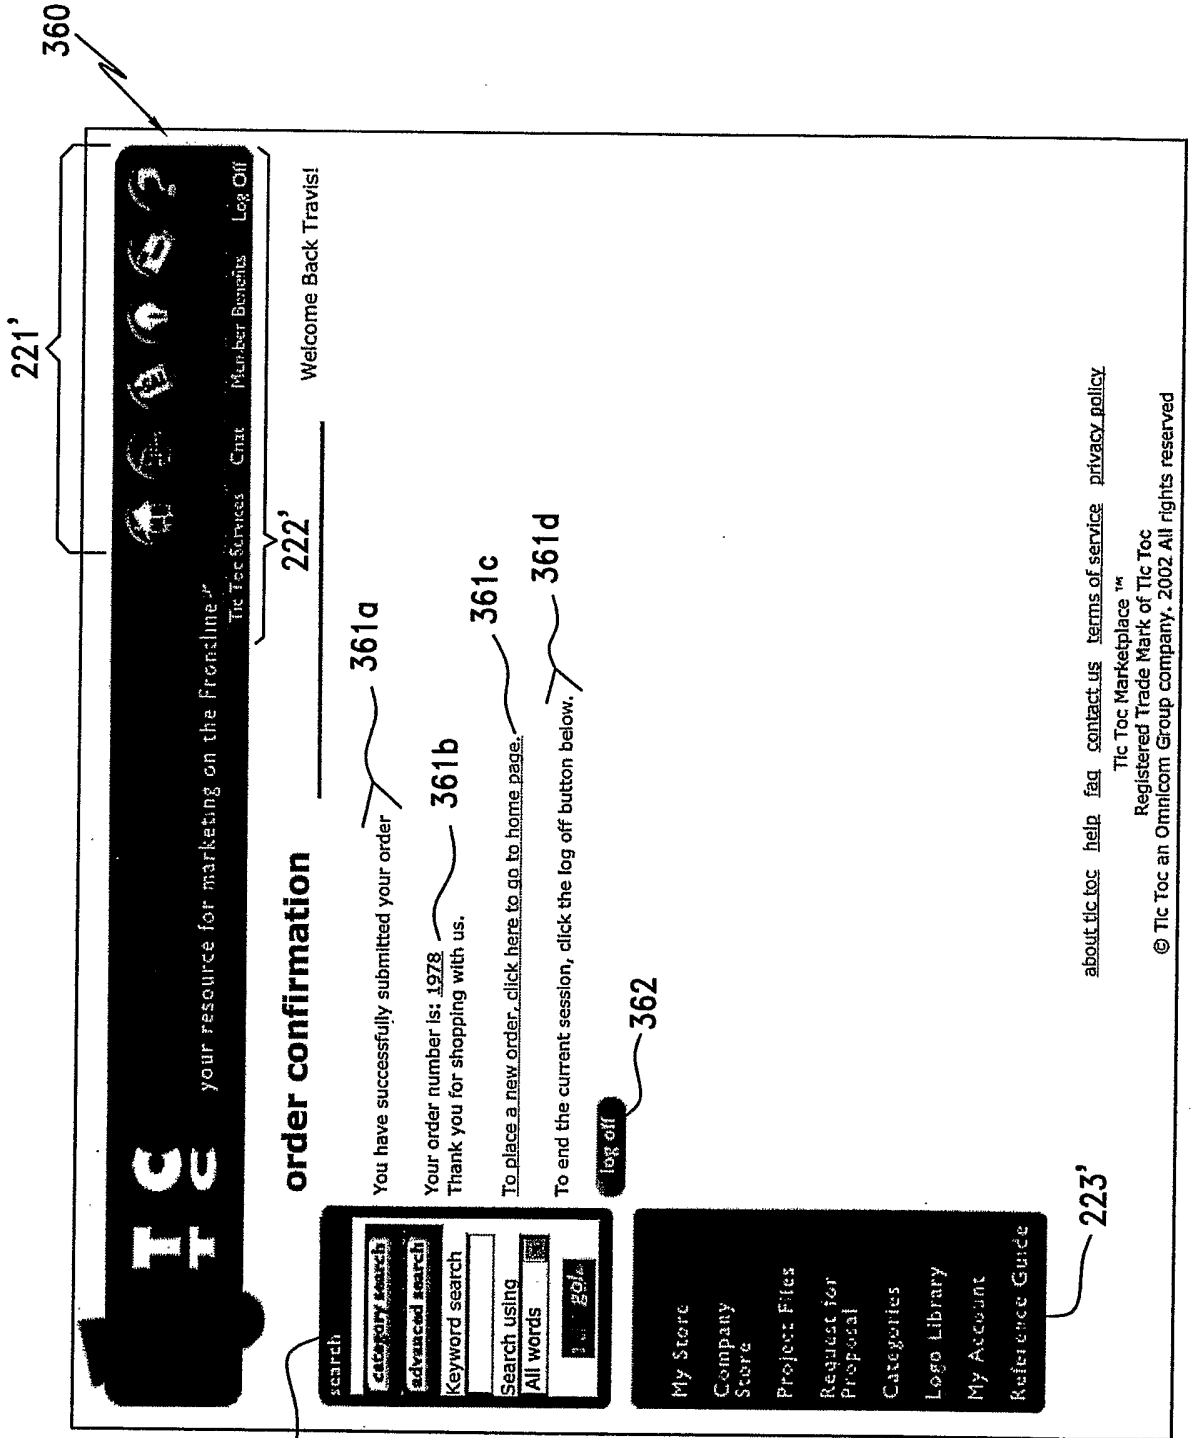 360
221'
your resource for marketing on the Frontline
Tic Toc Services Chat Member Benefits Log Off
222'
Welcome Back Travis!
order confirmation
You have successfully submitted your order
361a
Your order number is: 1978
361b
Thank you for shopping with us.
To place a new order, click here to go to home page.
361c
To end the current session, click the log off button below.
361d
log off
362
search
category search
advanced search
Keyword search
Search using
All words
go!
My Store
Company
Store
Project Files
Request for
Proposal
Categories
Logo Library
My Account
Reference Guide
223'
about tic toc help faq contact us terms of service privacy policy
Tic Toc Marketplace ™
Registered Trade Mark of Tic Toc
© Tic Toc an Omnicom Group company. 2002 All rights reserved